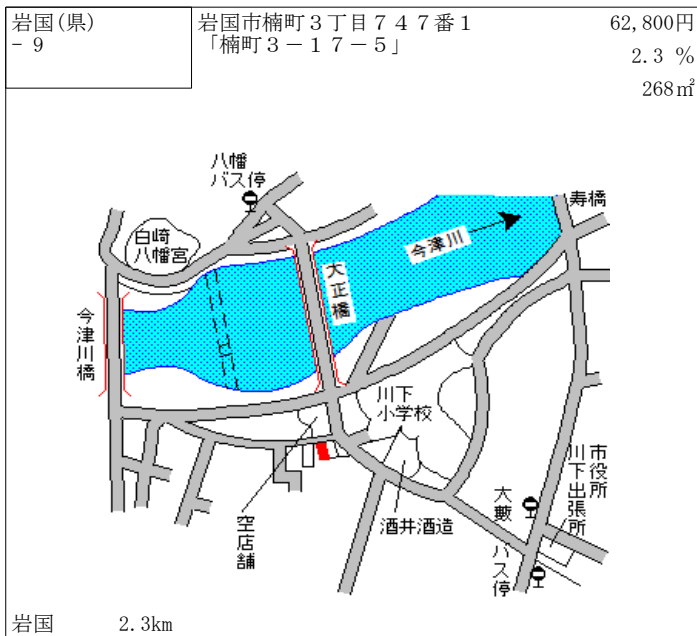 岩国(県)
- 9
岩国市楠町３丁目７４７番１
「楠町３－１７－５」
62,800円
2.3 %
268㎡
八幡
バス停
寿橋
白崎
八幡宮
今津川
大正橋
今津川橋
川下
小学校
市役所
川下出張所
大藪
バス停
空店舗
酒井酒造
岩国 2.3km